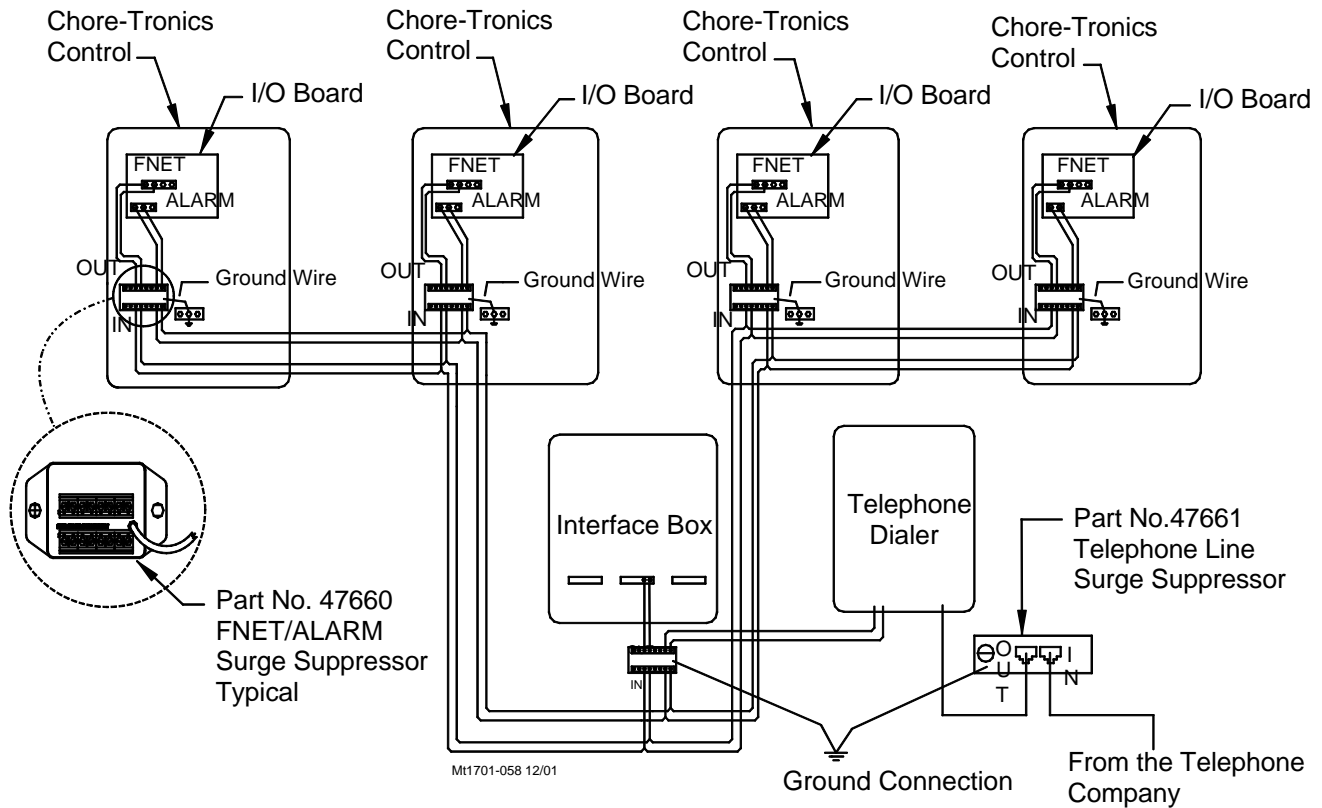 Chore-Tronics
Control
I/O Board
FNET
ALARM
OUT
Ground Wire
IN
Chore-Tronics
Control
I/O Board
FNET
ALARM
OUT
Ground Wire
IN
Chore-Tronics
Control
I/O Board
FNET
ALARM
OUT
Ground Wire
IN
Chore-Tronics
Control
I/O Board
FNET
ALARM
OUT
Ground Wire
IN
Part No. 47660
FNET/ALARM
Surge Suppressor
Typical
Interface Box
IN
Telephone
Dialer
Part No.47661
Telephone Line
Surge Suppressor
OUT
IN
Mt1701-058 12/01
Ground Connection
From the Telephone
Company